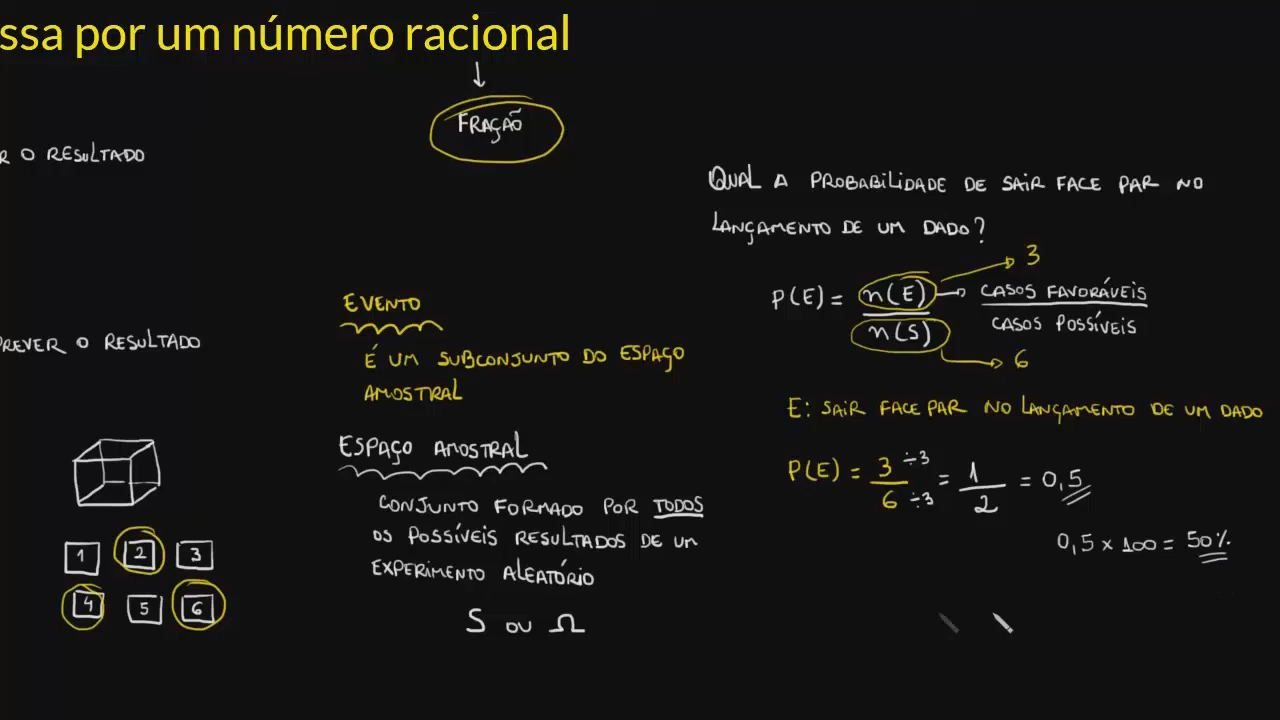 ssa por um número racional
FRAÇÃO
R O RESULTADO
REVER O RESULTADO
1 2 3
4 5 6
EVENTO
É UM SUBCONJUNTO DO ESPAÇO
AMOSTRAL
ESPAÇO AMOSTRAL
CONJUNTO FORMADO POR TODOS
OS POSSÍVEIS RESULTADOS DE UM
EXPERIMENTO ALEATÓRIO
S OU Ω
QUAL A PROBABILIDADE DE SAIR FACE PAR NO
LANÇAMENTO DE UM DADO?
3
P(E) = n(E) CASOS FAVORÁVEIS
n(S) CASOS POSSÍVEIS
6
E: SAIR FACE PAR NO LANÇAMENTO DE UM DADO
P(E) = 3 ÷3 = 1 = 0,5
6 ÷3 2
0,5 x 100 = 50%